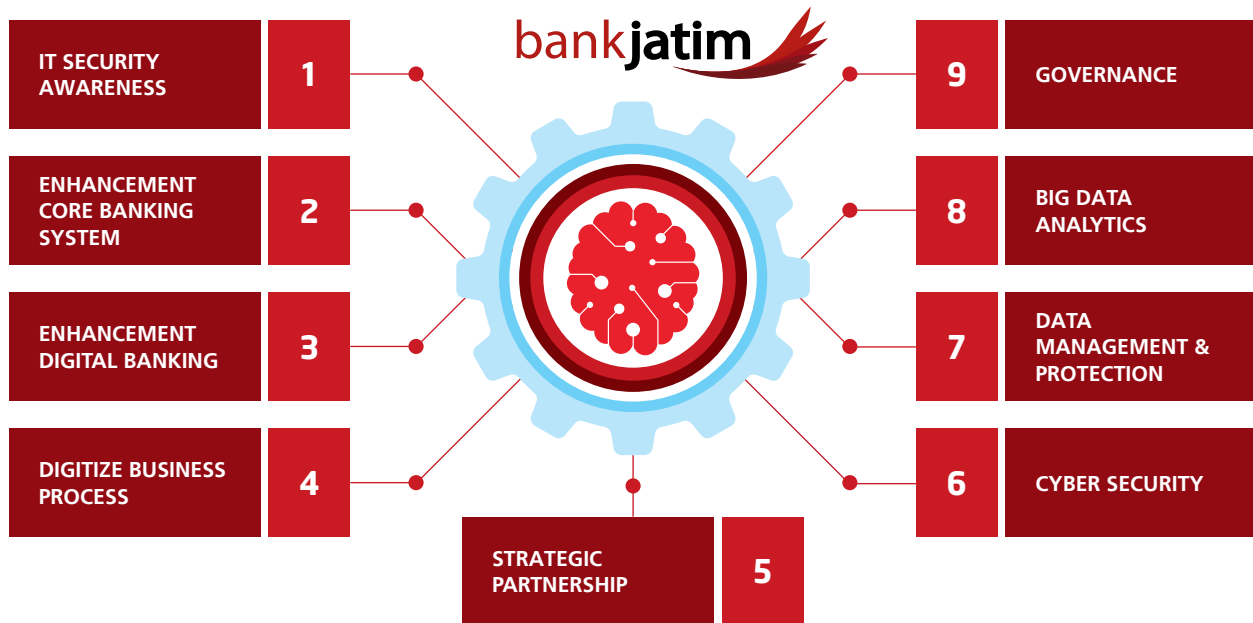 bankjatim
IT SECURITY
AWARENESS
1
ENHANCEMENT
CORE BANKING
SYSTEM
2
ENHANCEMENT
DIGITAL BANKING
3
DIGITIZE BUSINESS
PROCESS
4
STRATEGIC
PARTNERSHIP
5
6
CYBER SECURITY
7
DATA
MANAGEMENT &
PROTECTION
8
BIG DATA
ANALYTICS
9
GOVERNANCE